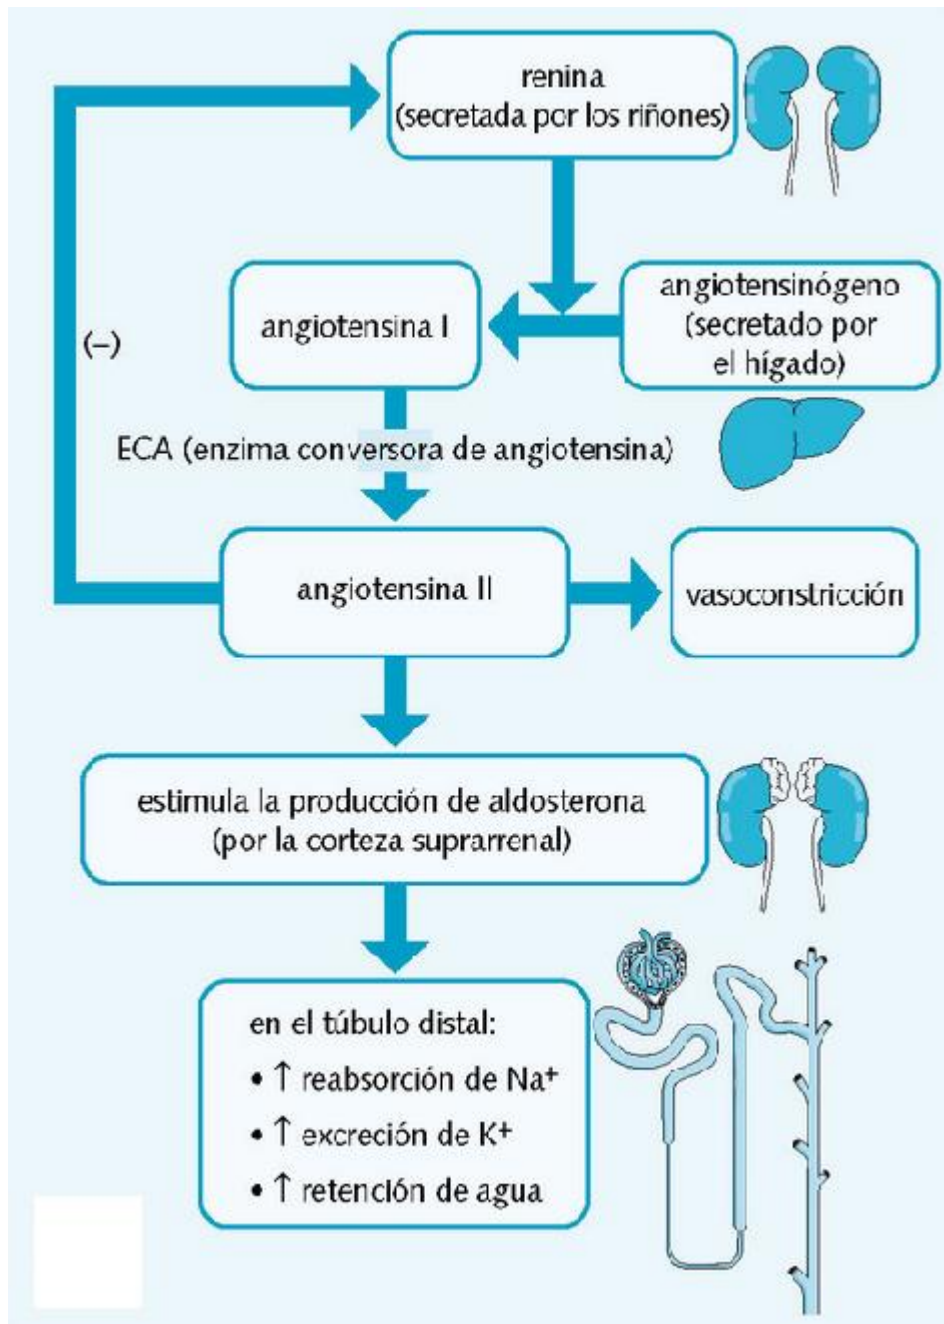 renina
(secretada por los riñones)
angiotensinógeno
(secretado por
el hígado)
angiotensina I
(–)
ECA (enzima conversora de angiotensina)
angiotensina II
vasoconstricción
estimula la producción de aldosterona
(por la corteza suprarrenal)
en el túbulo distal:
• ↑ reabsorción de Na⁺
• ↑ excreción de K⁺
• ↑ retención de agua